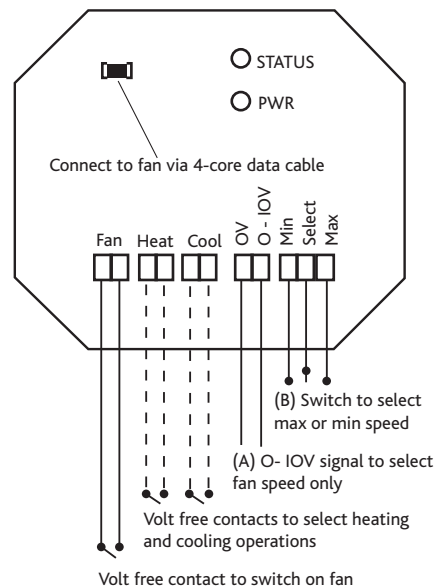 STATUS
PWR
Connect to fan via 4-core data cable
Fan Heat Cool OV O - IOV Min Select Max
(B) Switch to select
max or min speed
(A) O- IOV signal to select
fan speed only
Volt free contacts to select heating
and cooling operations
Volt free contact to switch on fan